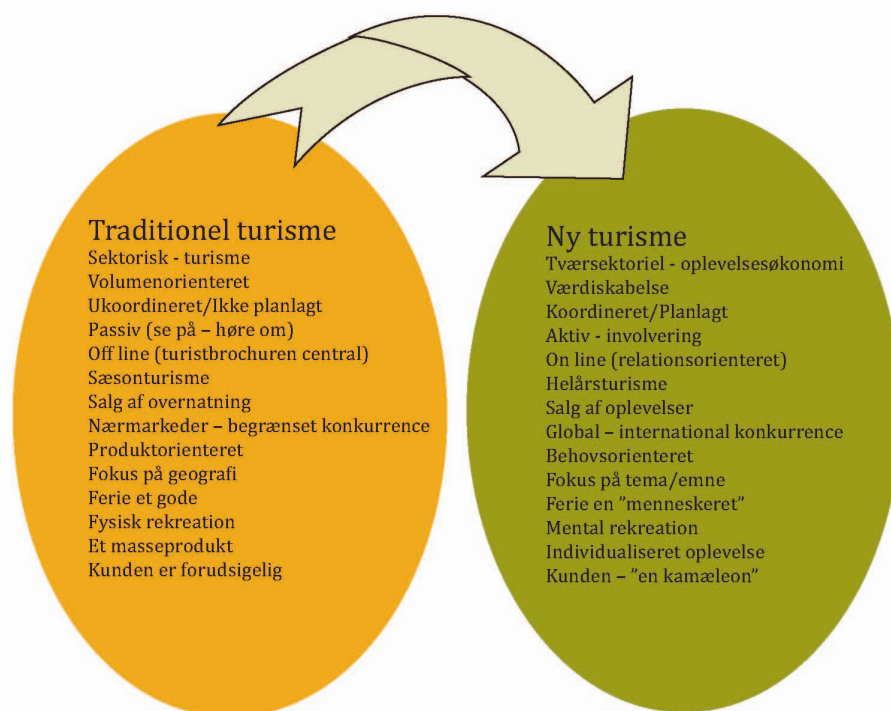 Traditionel turisme
Sektorisk - turisme
Volumenorienteret
Ukoordineret/Ikke planlagt
Passiv (se på – høre om)
Off line (turistbrochuren central)
Sæsonturisme
Salg af overnatning
Nærmarkeder – begrænset konkurrence
Produktorienteret
Fokus på geografi
Ferie et gode
Fysisk rekreation
Et masseprodukt
Kunden er forudsigelig
Ny turisme
Tværsektoriel - oplevelsesøkonomi
Værdiskabelse
Koordineret/Planlagt
Aktiv - involvering
On line (relationsorienteret)
Helårsturisme
Salg af oplevelser
Global – international konkurrence
Behovsorienteret
Fokus på tema/emne
Ferie en ”menneskeret”
Mental rekreation
Individualiseret oplevelse
Kunden – ”en kamæleon”